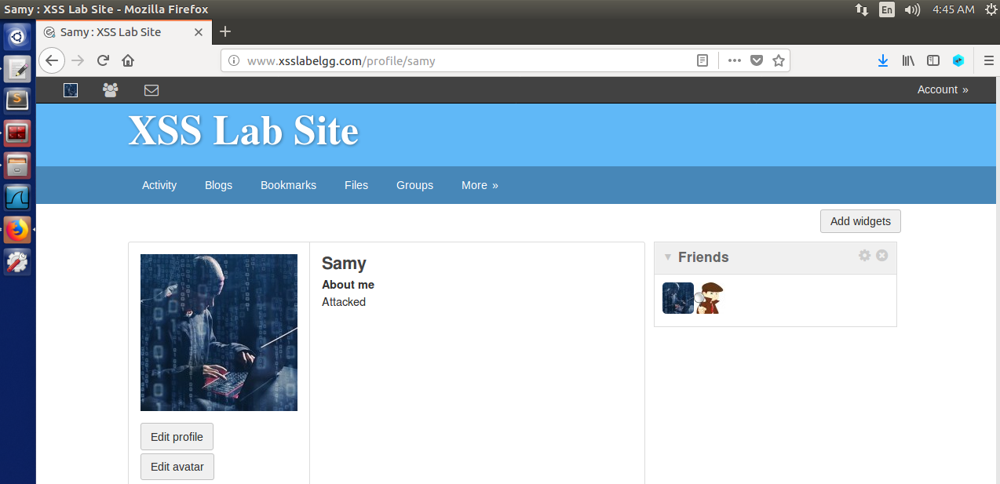 Samy : XSS Lab Site - Mozilla Firefox
En
4:45 AM
Samy : XSS Lab Site
www.xsslabelgg.com/profile/samy
Account »
XSS Lab Site
Activity Blogs Bookmarks Files Groups More »
Add widgets
Samy
About me
Attacked
Edit profile
Edit avatar
Friends